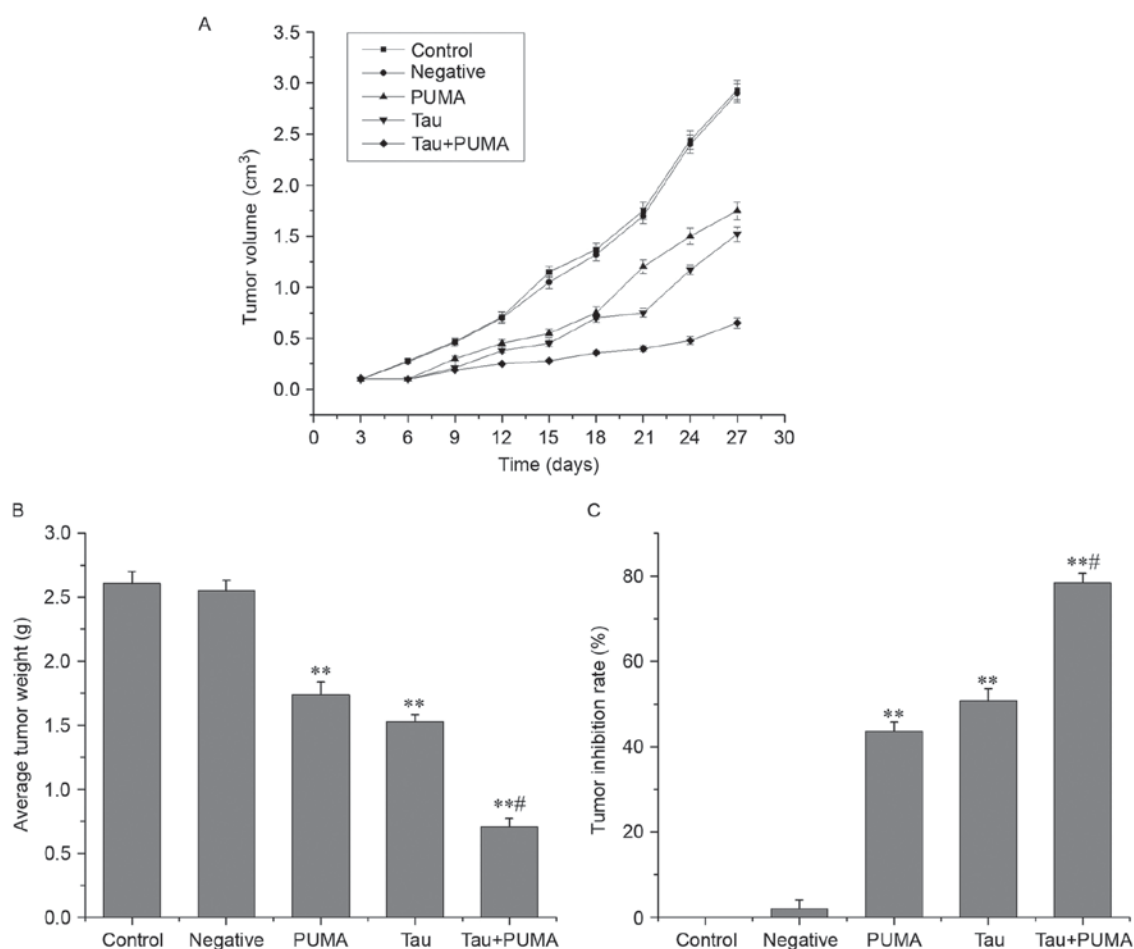 A
3.5
3.0
2.5
2.0
1.5
1.0
0.5
0.0
Tumor volume (cm³)
Control
Negative
PUMA
Tau
Tau+PUMA
0 3 6 9 12 15 18 21 24 27 30
Time (days)
B
3.0
2.5
2.0
1.5
1.0
0.5
0.0
Average tumor weight (g)
**
**
**#
Control Negative PUMA Tau Tau+PUMA
C
80
60
40
20
0
Tumor inhibition rate (%)
**
**
**#
Control Negative PUMA Tau Tau+PUMA